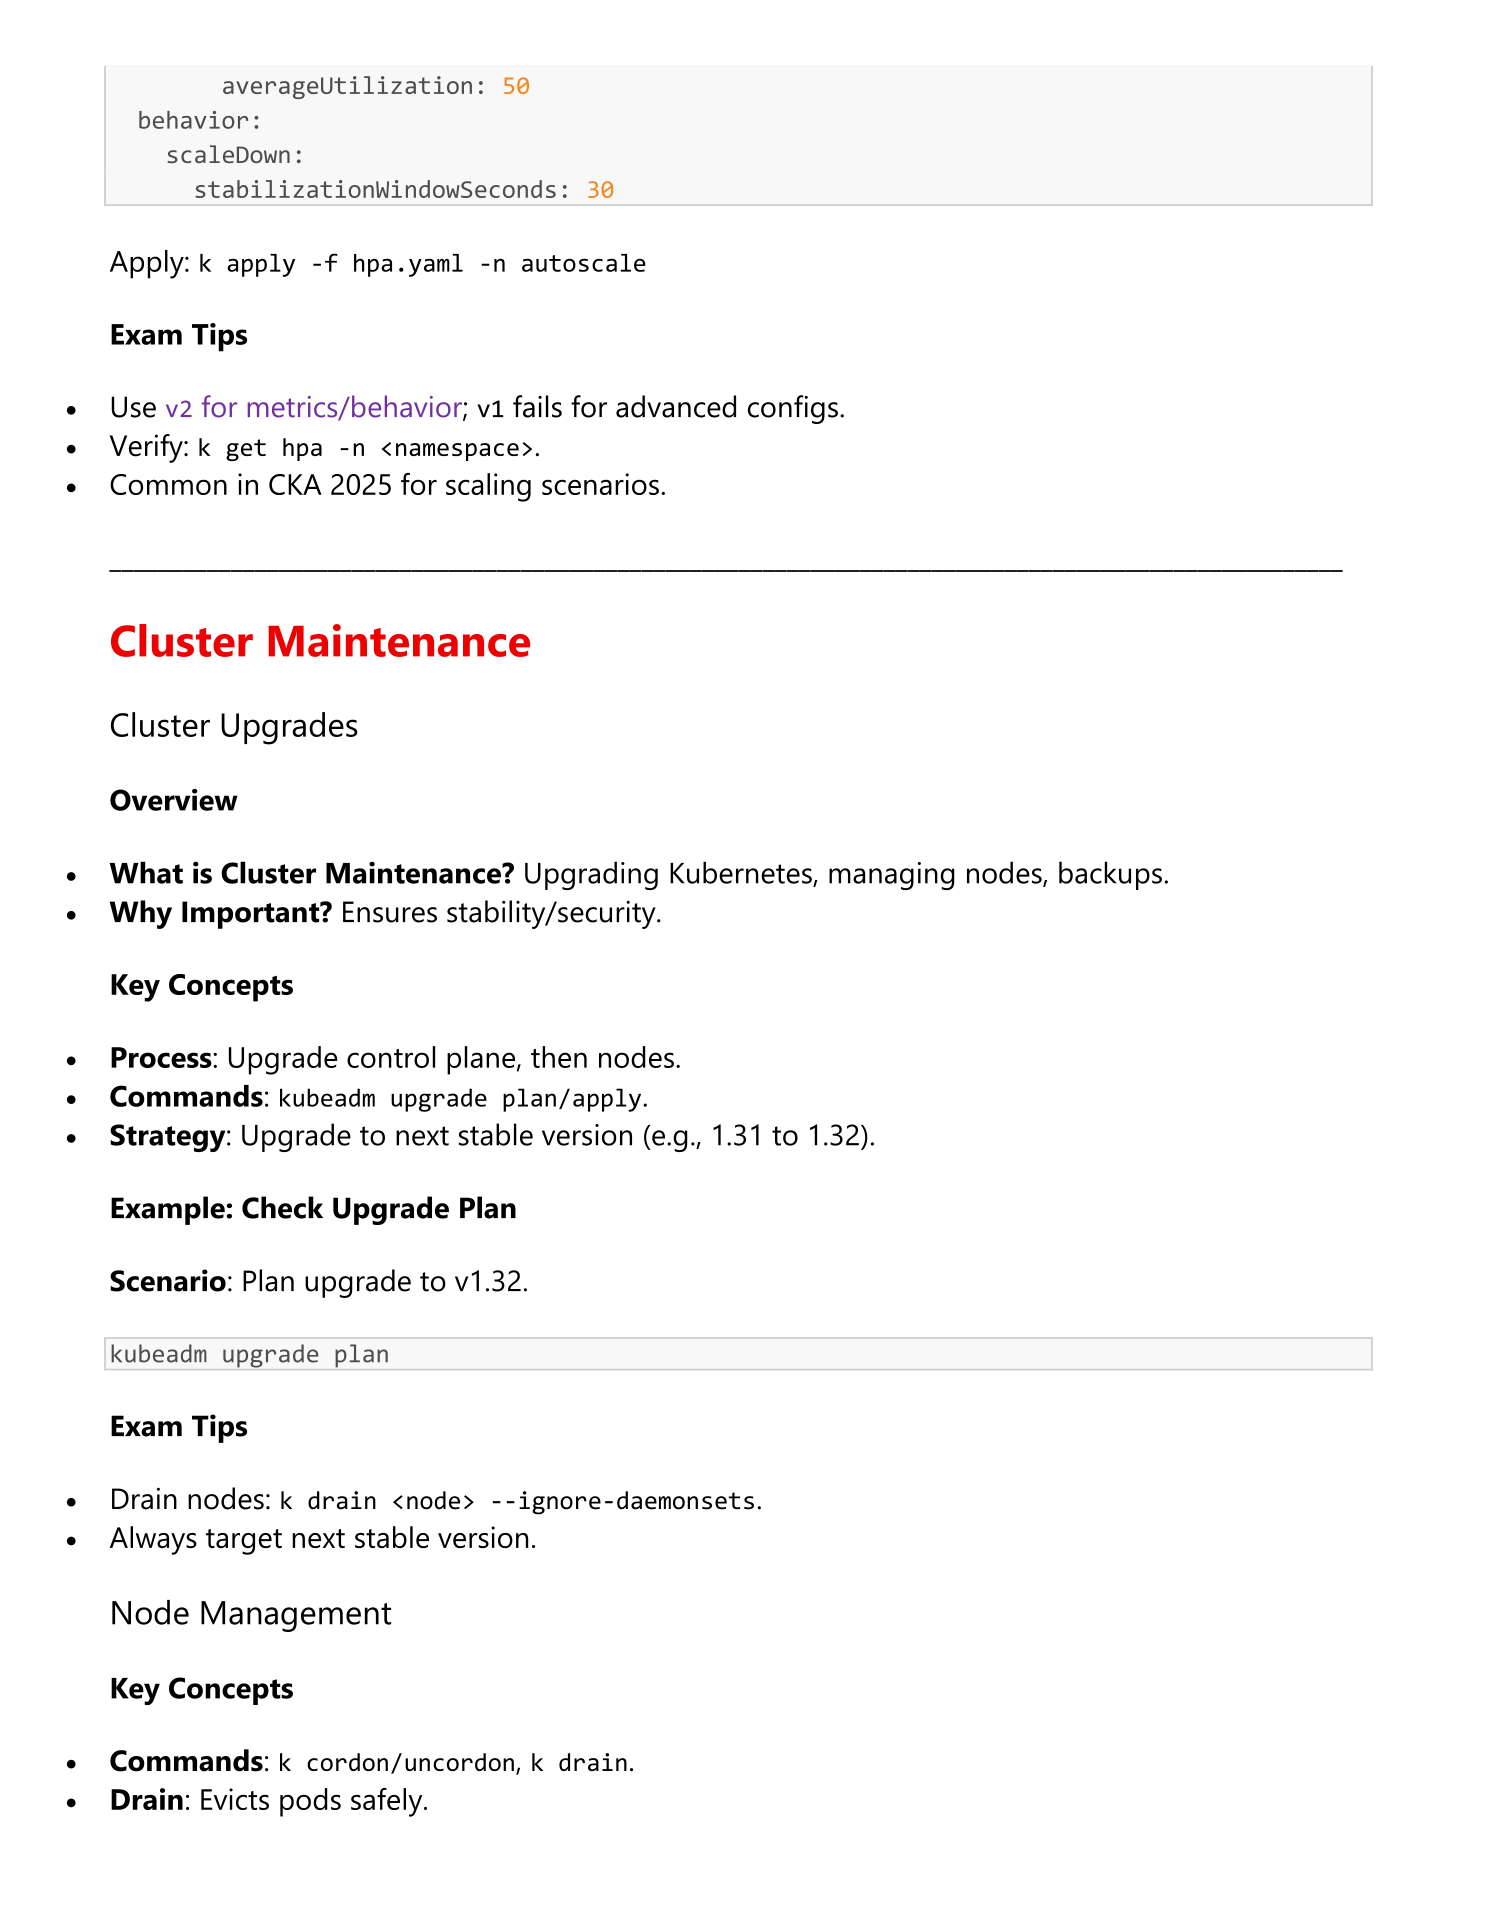 averageUtilization: 50
behavior:
scaleDown:
stabilizationWindowSeconds: 30
Apply: k apply -f hpa.yaml -n autoscale
Exam Tips
• Use v2 for metrics/behavior; v1 fails for advanced configs.
• Verify: k get hpa -n <namespace>.
• Common in CKA 2025 for scaling scenarios.
Cluster Maintenance
Cluster Upgrades
Overview
• What is Cluster Maintenance? Upgrading Kubernetes, managing nodes, backups.
• Why Important? Ensures stability/security.
Key Concepts
• Process: Upgrade control plane, then nodes.
• Commands: kubeadm upgrade plan/apply.
• Strategy: Upgrade to next stable version (e.g., 1.31 to 1.32).
Example: Check Upgrade Plan
Scenario: Plan upgrade to v1.32.
kubeadm upgrade plan
Exam Tips
• Drain nodes: k drain <node> --ignore-daemonsets.
• Always target next stable version.
Node Management
Key Concepts
• Commands: k cordon/uncordon, k drain.
• Drain: Evicts pods safely.